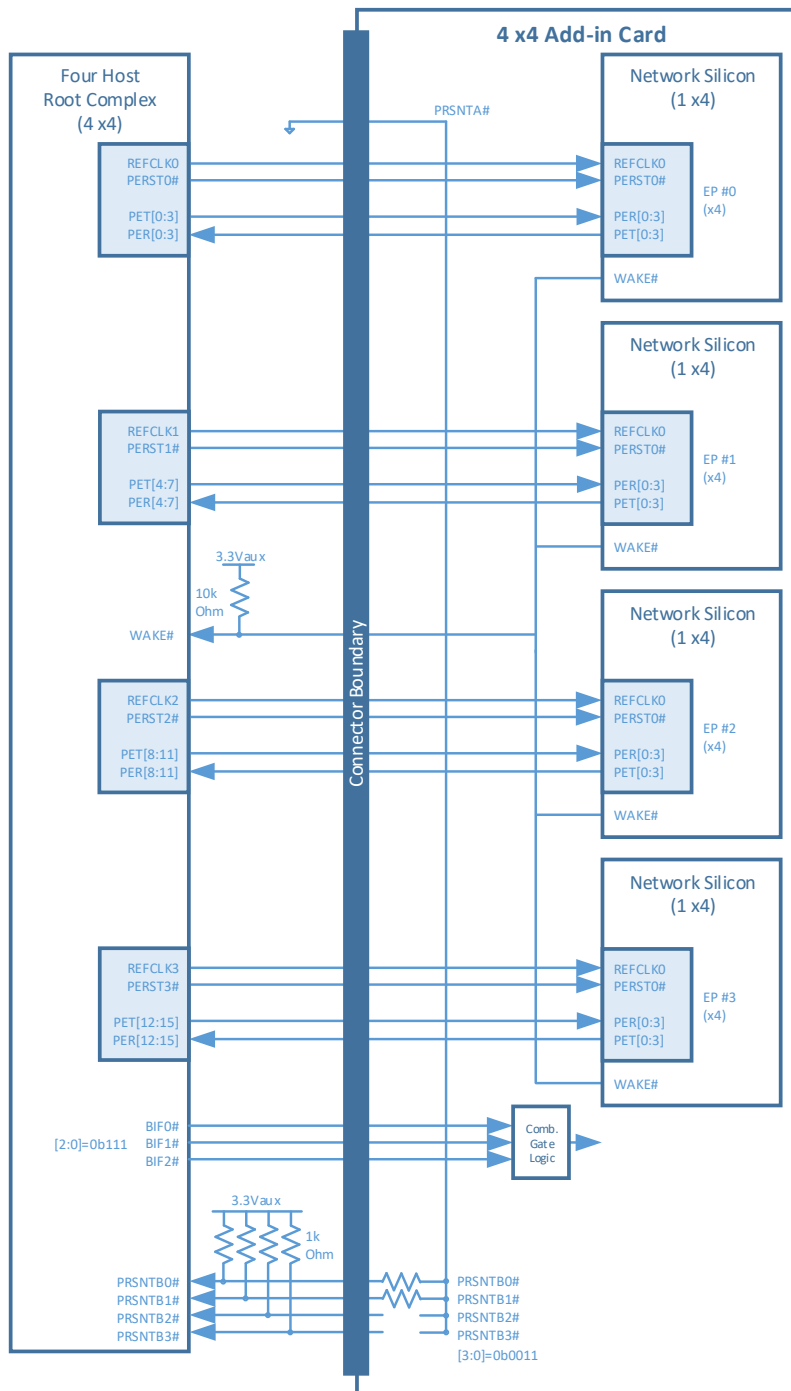 4 x4 Add-in Card
Four Host
Root Complex
(4 x4)
Network Silicon
(1 x4)
PRSNTA#
REFCLK0
PERST0#
PET[0:3]
PER[0:3]
REFCLK0
PERST0#
PER[0:3]
PET[0:3]
EP #0
(x4)
WAKE#
Network Silicon
(1 x4)
REFCLK1
PERST1#
PET[4:7]
PER[4:7]
REFCLK0
PERST0#
PER[0:3]
PET[0:3]
EP #1
(x4)
WAKE#
3.3Vaux
10k
Ohm
WAKE#
Connector Boundary
Network Silicon
(1 x4)
REFCLK2
PERST2#
PET[8:11]
PER[8:11]
REFCLK0
PERST0#
PER[0:3]
PET[0:3]
EP #2
(x4)
WAKE#
Network Silicon
(1 x4)
REFCLK3
PERST3#
PET[12:15]
PER[12:15]
REFCLK0
PERST0#
PER[0:3]
PET[0:3]
EP #3
(x4)
WAKE#
BIF0#
BIF1#
BIF2#
[2:0]=0b111
Comb.
Gate
Logic
3.3Vaux
1k
Ohm
PRSNTB0#
PRSNTB1#
PRSNTB2#
PRSNTB3#
PRSNTB0#
PRSNTB1#
PRSNTB2#
PRSNTB3#
[3:0]=0b0011